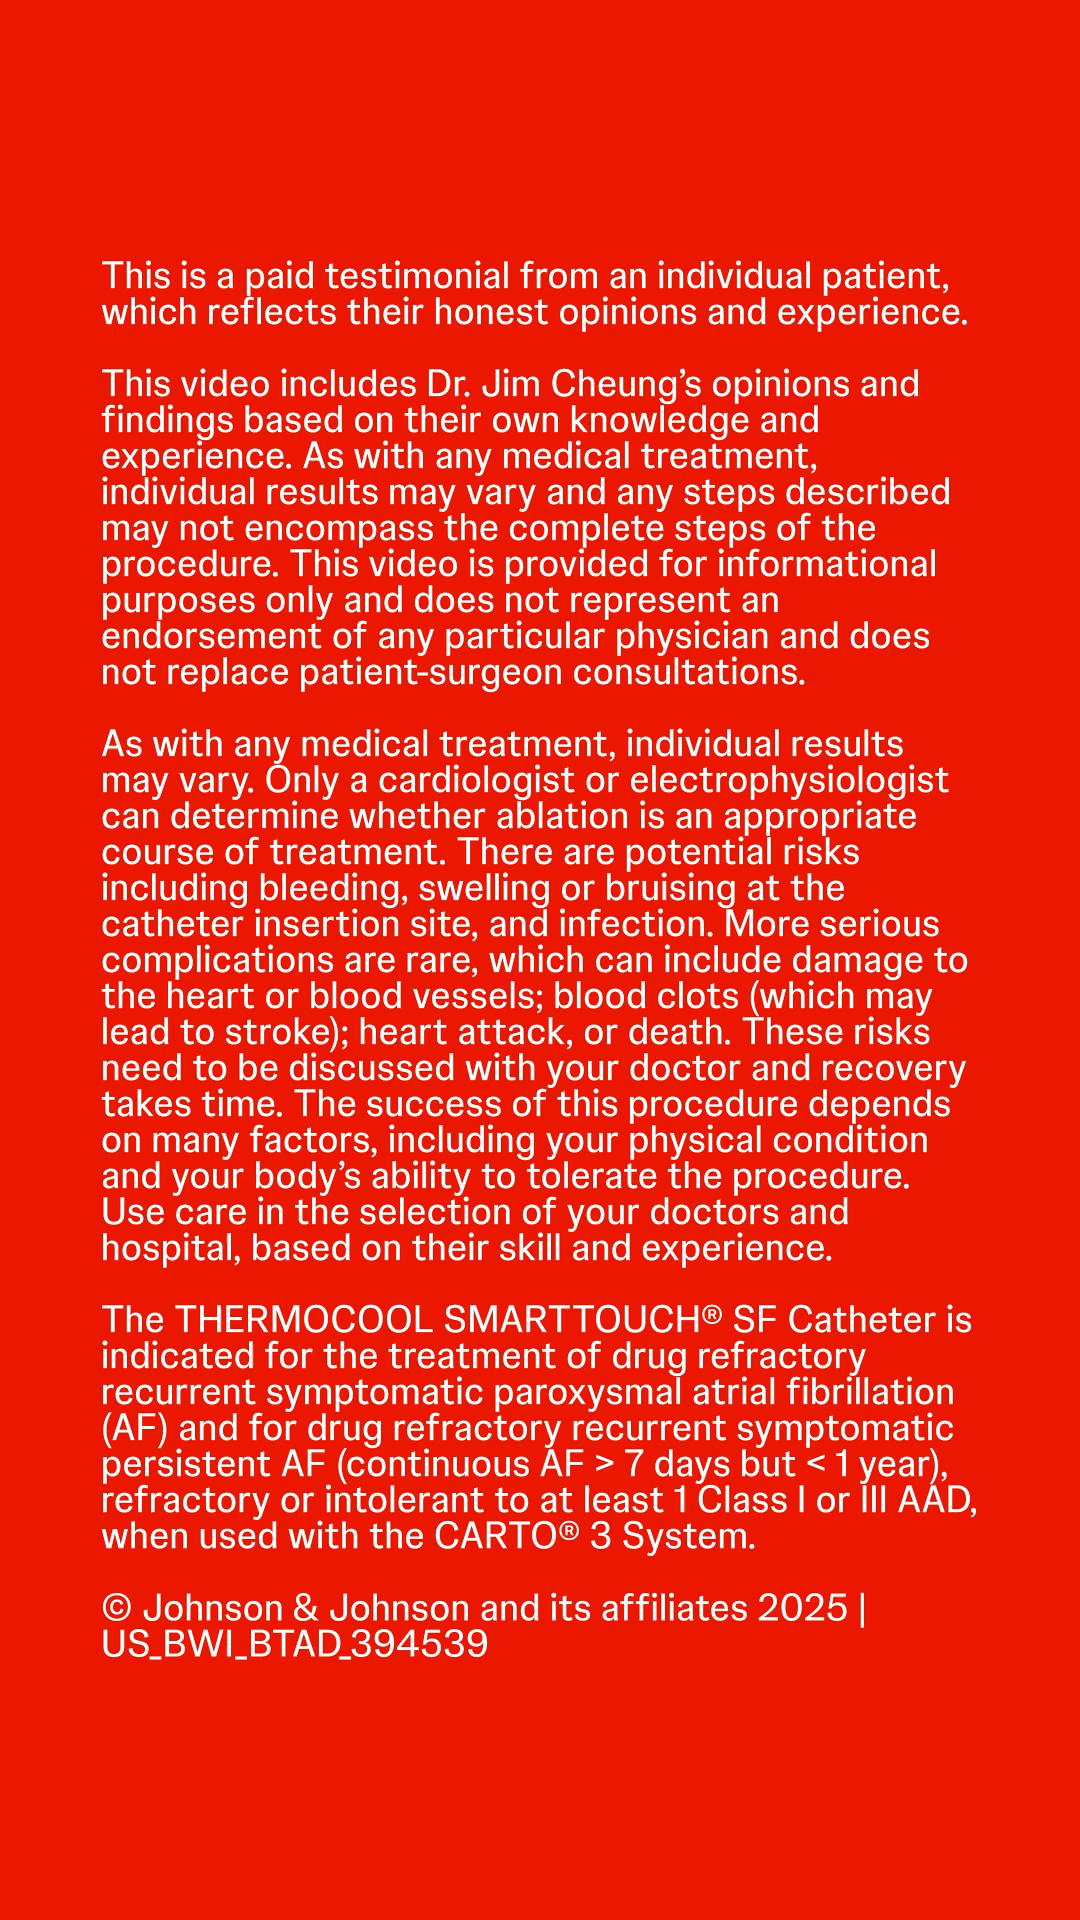 This is a paid testimonial from an individual patient,
which reflects their honest opinions and experience.
This video includes Dr. Jim Cheung’s opinions and
findings based on their own knowledge and
experience. As with any medical treatment,
individual results may vary and any steps described
may not encompass the complete steps of the
procedure. This video is provided for informational
purposes only and does not represent an
endorsement of any particular physician and does
not replace patient-surgeon consultations.
As with any medical treatment, individual results
may vary. Only a cardiologist or electrophysiologist
can determine whether ablation is an appropriate
course of treatment. There are potential risks
including bleeding, swelling or bruising at the
catheter insertion site, and infection. More serious
complications are rare, which can include damage to
the heart or blood vessels; blood clots (which may
lead to stroke); heart attack, or death. These risks
need to be discussed with your doctor and recovery
takes time. The success of this procedure depends
on many factors, including your physical condition
and your body’s ability to tolerate the procedure.
Use care in the selection of your doctors and
hospital, based on their skill and experience.
The THERMOCOOL SMARTTOUCH® SF Catheter is
indicated for the treatment of drug refractory
recurrent symptomatic paroxysmal atrial fibrillation
(AF) and for drug refractory recurrent symptomatic
persistent AF (continuous AF > 7 days but < 1 year),
refractory or intolerant to at least 1 Class I or III AAD,
when used with the CARTO® 3 System.
© Johnson & Johnson and its affiliates 2025 |
US_BWI_BTAD_394539